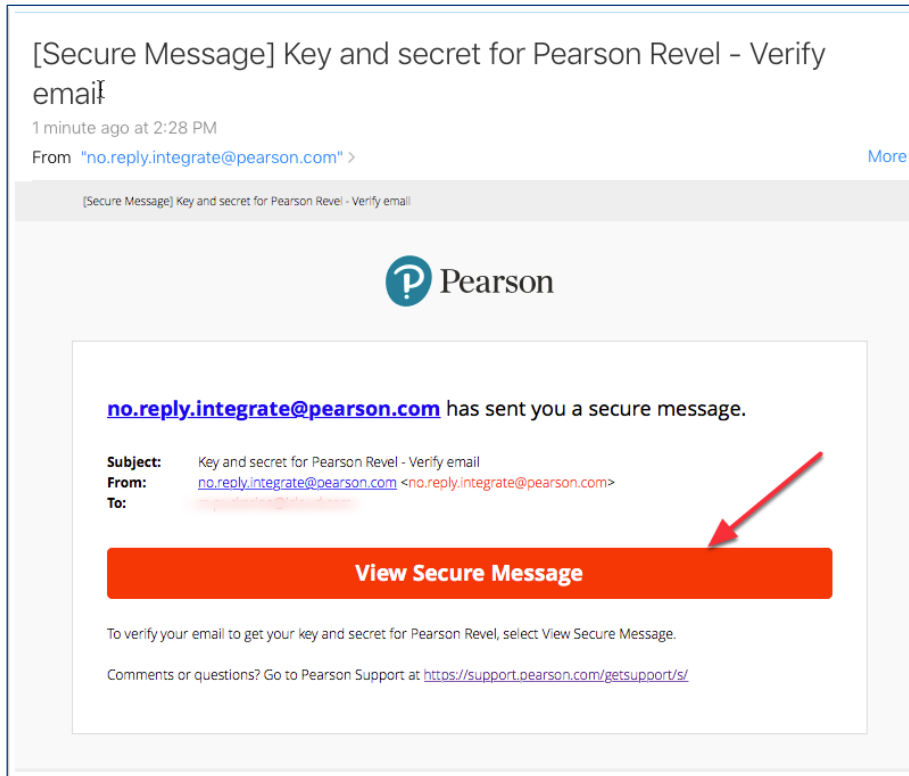 [Secure Message] Key and secret for Pearson Revel - Verify
email
1 minute ago at 2:28 PM
From "no.reply.integrate@pearson.com" >
More
[Secure Message] Key and secret for Pearson Revel - Verify email
Pearson
no.reply.integrate@pearson.com has sent you a secure message.
Subject: Key and secret for Pearson Revel - Verify email
From: no.reply.integrate@pearson.com <no.reply.integrate@pearson.com>
To:
View Secure Message
To verify your email to get your key and secret for Pearson Revel, select View Secure Message.
Comments or questions? Go to Pearson Support at https://support.pearson.com/getsupport/s/